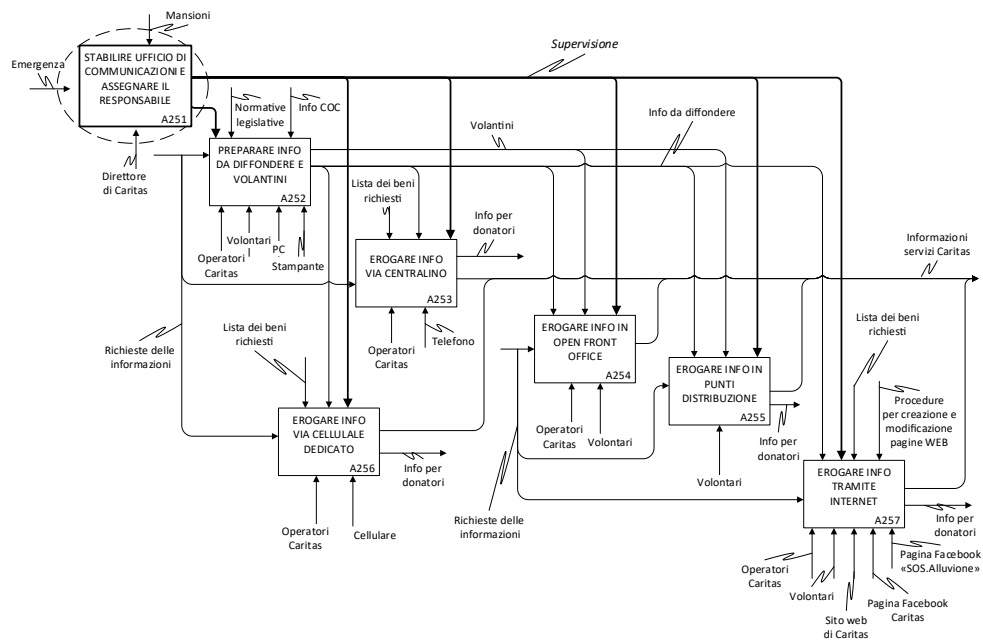 Mansioni
Supervisione
STABILIRE UFFICIO DI
COMMUNICAZIONI E
ASSEGNARE IL
RESPONSABILE
A251
Emergenza
Normative
legislative
Info COC
Volantini
Info da diffondere
Direttore
di Caritas
PREPARARE INFO
DA DIFFONDERE E
VOLANTINI
A252
Lista dei beni
richiesti
Info per
donatori
Operatori
Caritas
Volontari
PC
Stampante
EROGARE INFO
VIA CENTRALINO
A253
Informazioni
servizi Caritas
Operatori
Caritas
Telefono
Richieste delle
informazioni
Lista dei beni
richiesti
EROGARE INFO IN
OPEN FRONT
OFFICE
A254
Lista dei beni
richiesti
EROGARE INFO IN
PUNTI
DISTRIBUZIONE
A255
Procedure
per creazione e
modificazione
pagine WEB
EROGARE INFO
VIA CELLULALE
DEDICATO
A256
Operatori
Caritas
Volontari
Info per
donatori
Info per
donatori
Volontari
EROGARE INFO
TRAMITE
INTERNET
A257
Richieste delle
informazioni
Info per
donatori
Operatori
Caritas
Cellulare
Operatori
Caritas
Volontari
Sito web
di Caritas
Pagina Facebook
Caritas
Pagina Facebook
«SOS.Alluvione»